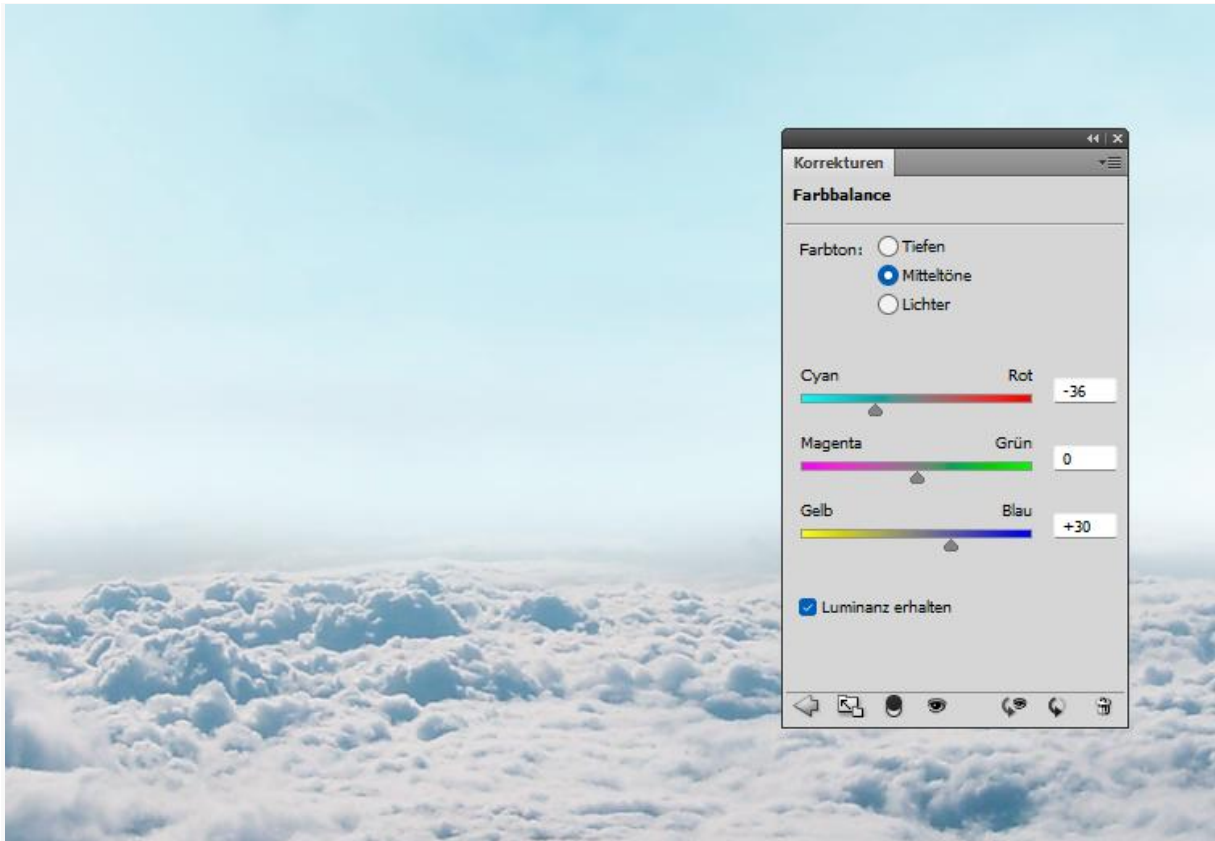 Korrekturen
Farbbalance
Farbton:
Tiefen
Mitteltöne
Lichter
Cyan Rot
-36
Magenta Grün
0
Gelb Blau
+30
Luminanz erhalten